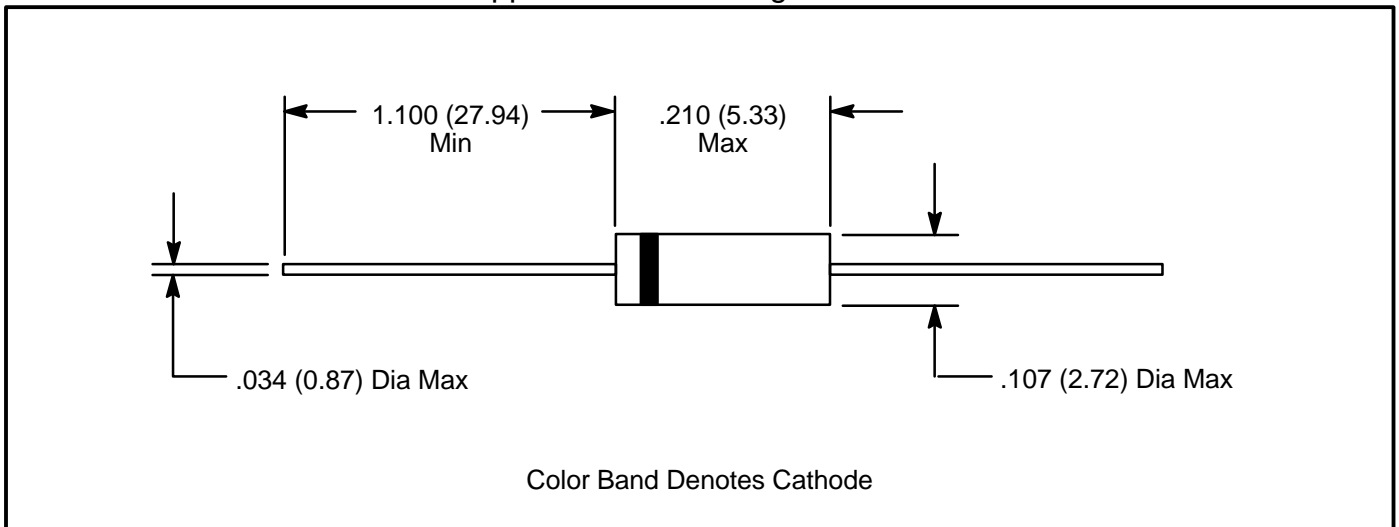 1.100 (27.94)
Min
.210 (5.33)
Max
.034 (0.87) Dia Max
.107 (2.72) Dia Max
Color Band Denotes Cathode